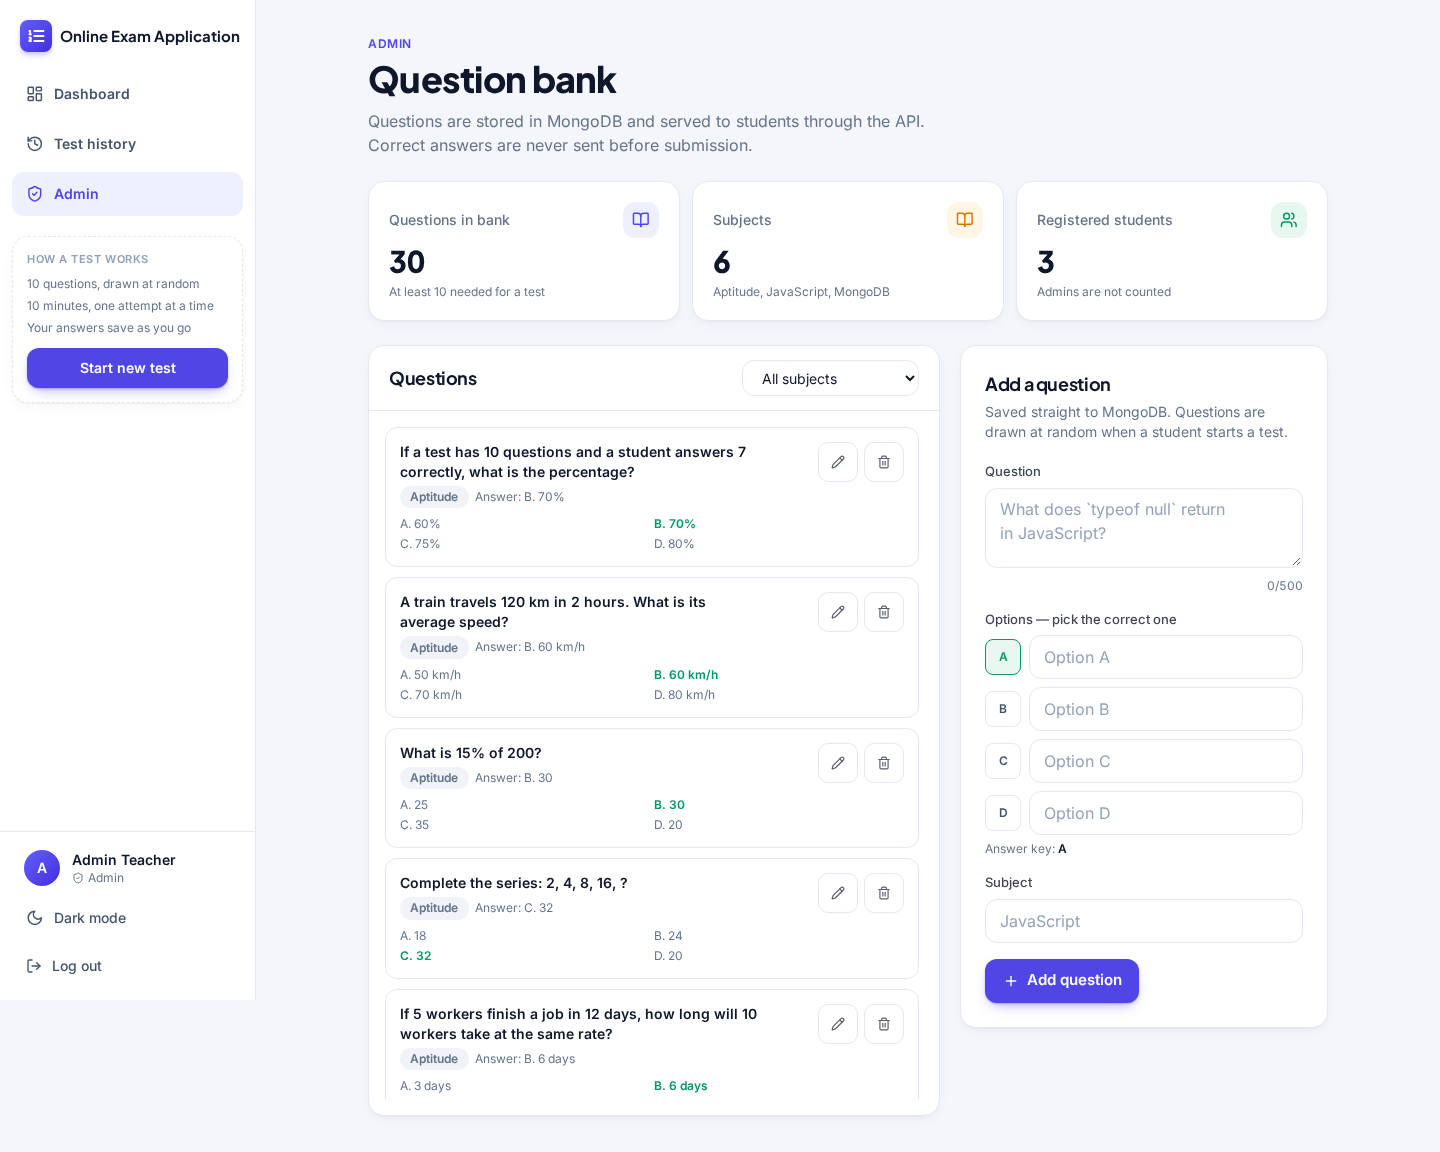 Online Exam Application
Dashboard
Test history
Admin
HOW A TEST WORKS
10 questions, drawn at random
10 minutes, one attempt at a time
Your answers save as you go
Start new test
A
Admin Teacher
Admin
Dark mode
Log out
ADMIN
Question bank
Questions are stored in MongoDB and served to students through the API.
Correct answers are never sent before submission.
Questions in bank
30
At least 10 needed for a test
Subjects
6
Aptitude, JavaScript, MongoDB
Registered students
3
Admins are not counted
Questions
All subjects
If a test has 10 questions and a student answers 7
correctly, what is the percentage?
Aptitude Answer: B. 70%
A. 60% B. 70%
C. 75% D. 80%
A train travels 120 km in 2 hours. What is its
average speed?
Aptitude Answer: B. 60 km/h
A. 50 km/h B. 60 km/h
C. 70 km/h D. 80 km/h
What is 15% of 200?
Aptitude Answer: B. 30
A. 25 B. 30
C. 35 D. 20
Complete the series: 2, 4, 8, 16, ?
Aptitude Answer: C. 32
A. 18 B. 24
C. 32 D. 20
If 5 workers finish a job in 12 days, how long will 10
workers take at the same rate?
Aptitude Answer: B. 6 days
A. 3 days B. 6 days
Add a question
Saved straight to MongoDB. Questions are
drawn at random when a student starts a test.
Question
What does `typeof null` return
in JavaScript?
0/500
Options — pick the correct one
A Option A
B Option B
C Option C
D Option D
Answer key: A
Subject
JavaScript
+ Add question